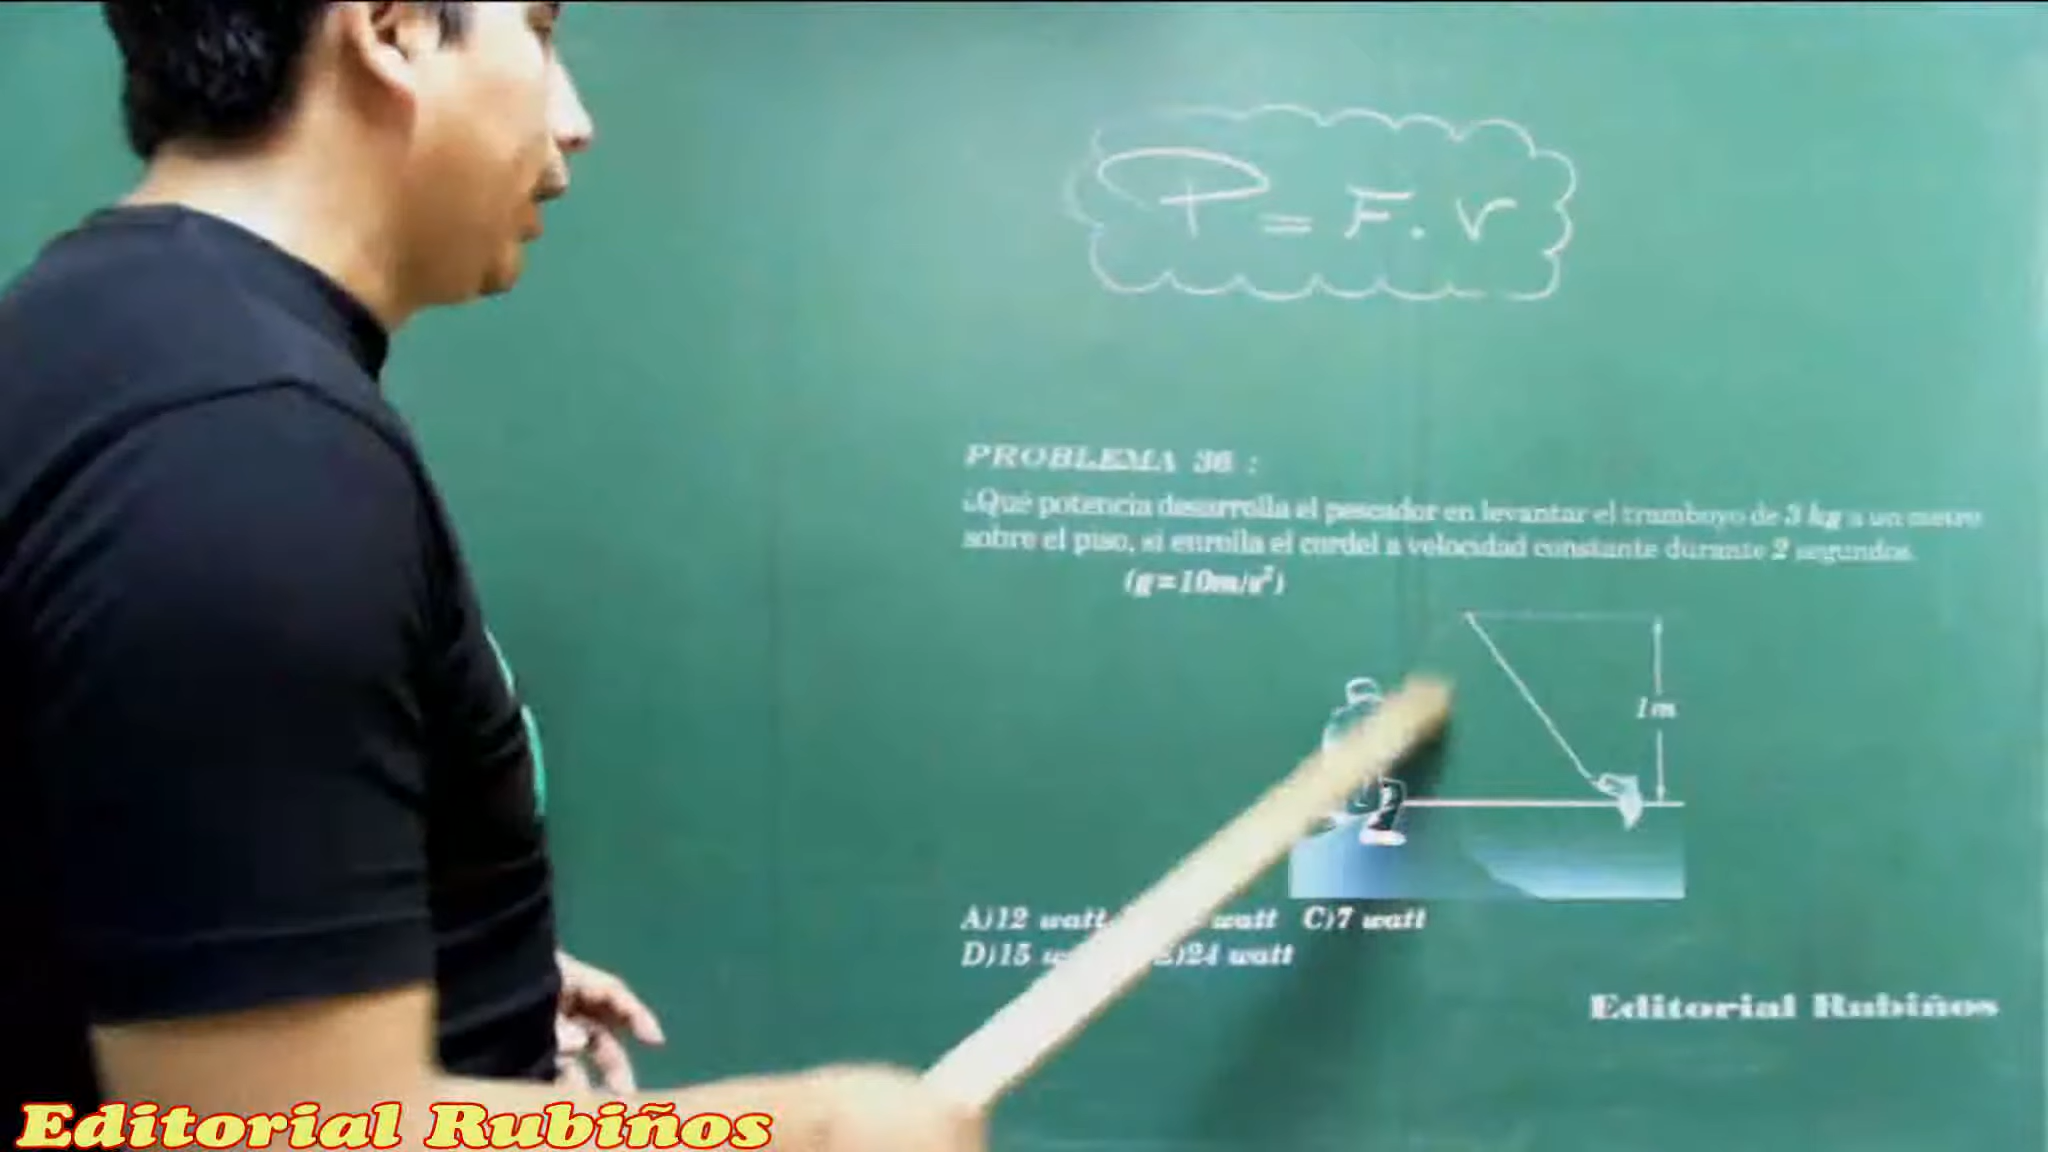 P = F . V
PROBLEMA 36 :
¿Qué potencia desarrolla el pescador en levantar el tramboyo de 3 kg a un metro
sobre el piso, si enrolla el cordel a velocidad constante durante 2 segundos.
(g=10m/s²)
1m
A)12 watt watt C)7 watt
D)15 E)24 watt
Editorial Rubiños
Editorial Rubiños